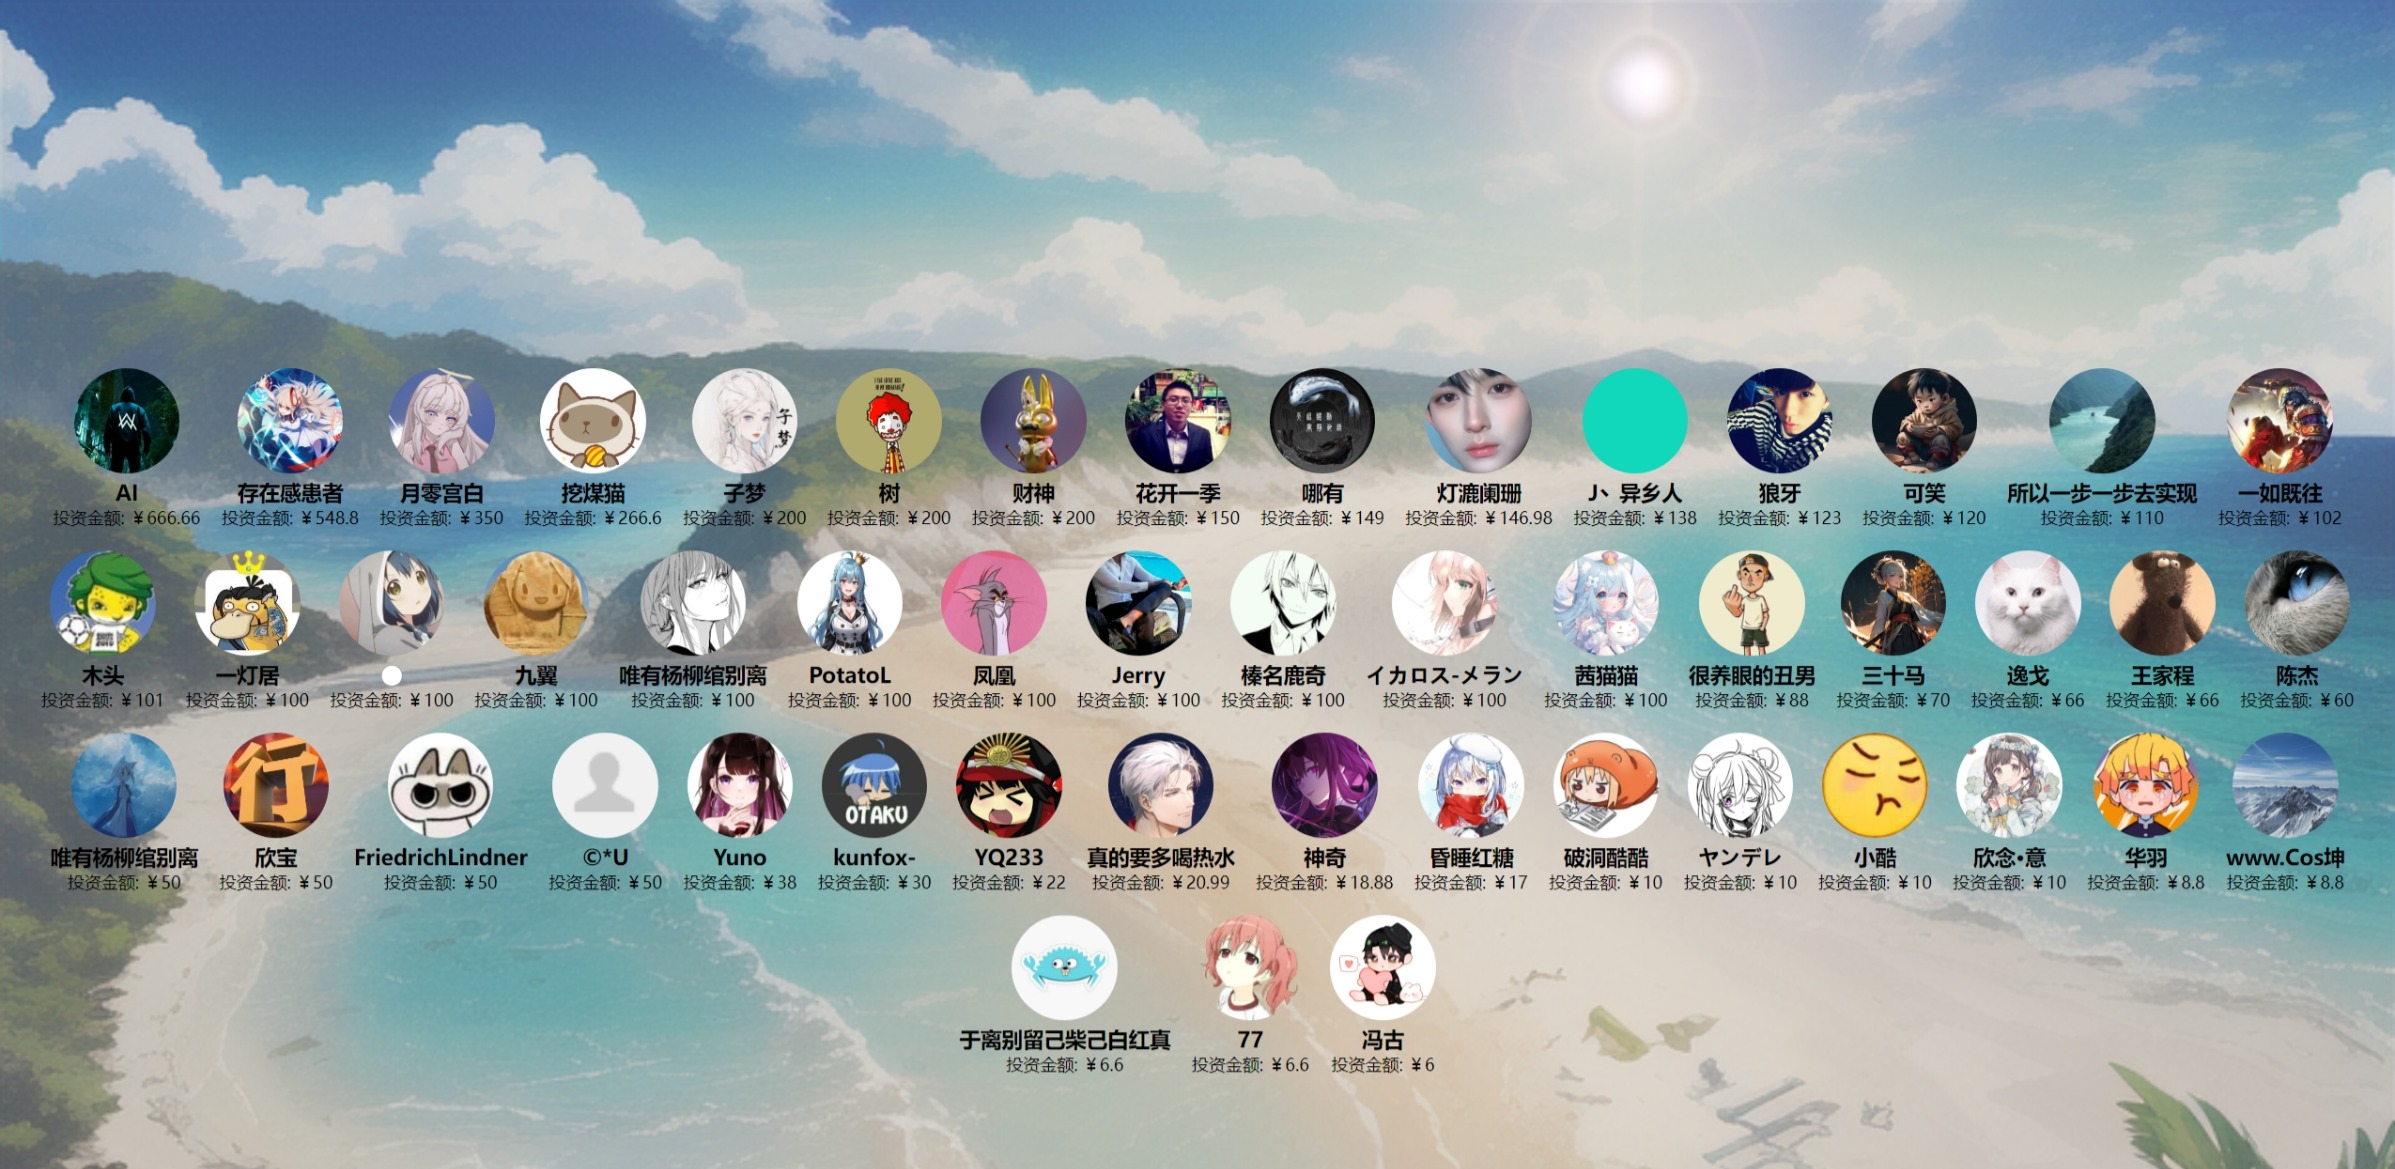 AI
投资金额: ￥666.66
存在感患者
投资金额: ￥548.8
月零宫白
投资金额: ￥350
挖煤猫
投资金额: ￥266.6
子梦
子梦
投资金额: ￥200
树
投资金额: ￥200
财神
投资金额: ￥200
花开一季
投资金额: ￥150
哪有
投资金额: ￥149
灯漉阑珊
投资金额: ￥146.98
J丶异乡人
投资金额: ￥138
狼牙
投资金额: ￥123
可笑
投资金额: ￥120
所以一步一步去实现
投资金额: ￥110
一如既往
投资金额: ￥102
木头
投资金额: ￥101
一灯居
投资金额: ￥100
投资金额: ￥100
九翼
投资金额: ￥100
唯有杨柳绾别离
投资金额: ￥100
PotatoL
投资金额: ￥100
凤凰
投资金额: ￥100
Jerry
投资金额: ￥100
榛名鹿奇
投资金额: ￥100
イカロス-メラン
投资金额: ￥100
茜猫猫
投资金额: ￥100
很养眼的丑男
投资金额: ￥88
三十马
投资金额: ￥70
逸戈
投资金额: ￥66
王家程
投资金额: ￥66
陈杰
投资金额: ￥60
唯有杨柳绾别离
投资金额: ￥50
行
欣宝
投资金额: ￥50
FriedrichLindner
投资金额: ￥50
©*U
投资金额: ￥50
Yuno
投资金额: ￥38
OTAKU
kunfox-
投资金额: ￥30
YQ233
投资金额: ￥22
真的要多喝热水
投资金额: ￥20.99
神奇
投资金额: ￥18.88
昏睡红糖
投资金额: ￥17
破洞酷酷
投资金额: ￥10
ヤンデレ
投资金额: ￥10
小酷
投资金额: ￥10
欣念•意
投资金额: ￥10
华羽
投资金额: ￥8.8
www.Cos坤
投资金额: ￥8.8
于离别留己柴己白红真
投资金额: ￥6.6
77
投资金额: ￥6.6
冯古
投资金额: ￥6